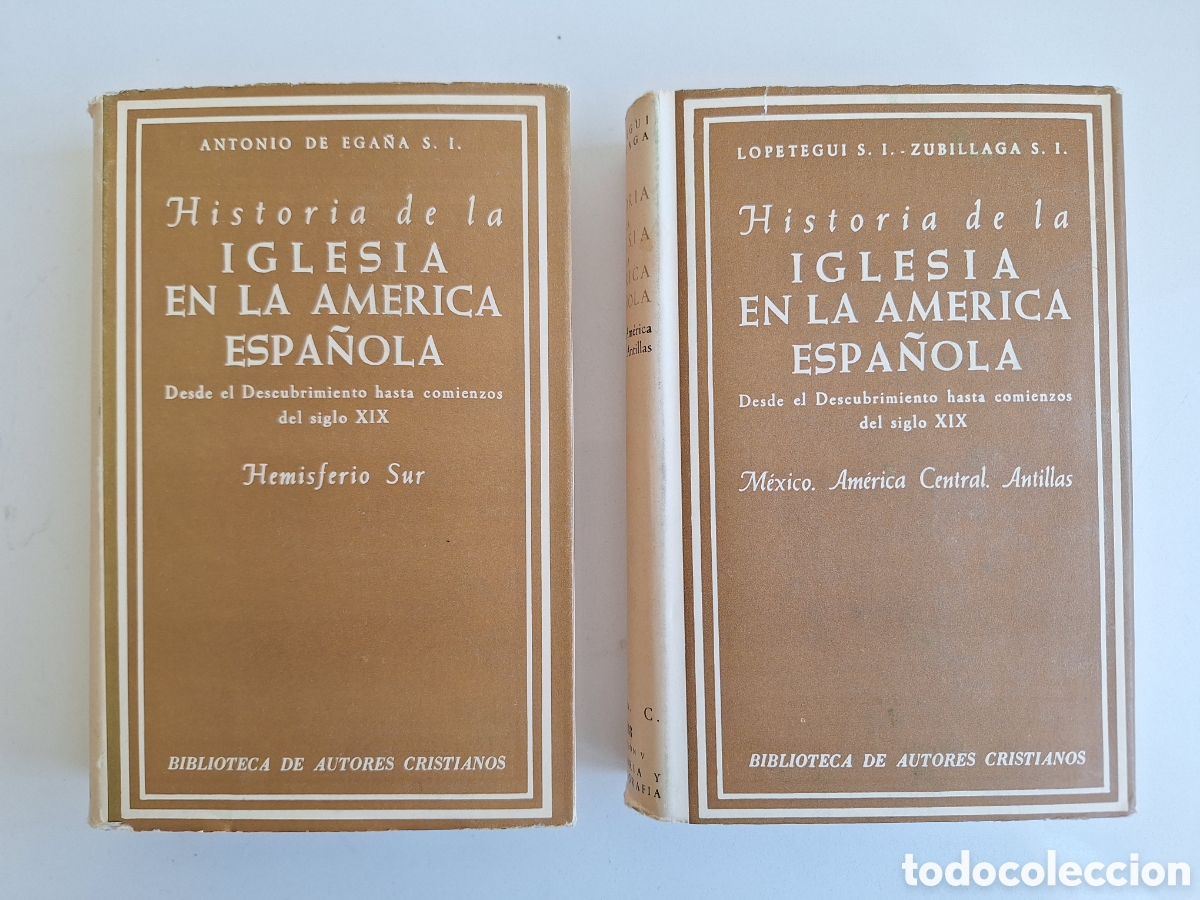 ANTONIO DE EGAÑA S. I.
Historia de la
IGLESIA
EN LA AMERICA
ESPAÑOLA
Desde el Descubrimiento hasta comienzos
del siglo XIX
Hemisferio Sur
BIBLIOTECA DE AUTORES CRISTIANOS
América
Antillas
C.
V
Y
LOPETEGUI S. I. - ZUBILLAGA S. I.
Historia de la
IGLESIA
EN LA AMERICA
ESPAÑOLA
Desde el Descubrimiento hasta comienzos
del siglo XIX
México. América Central. Antillas
BIBLIOTECA DE AUTORES CRISTIANOS
todocoleccion